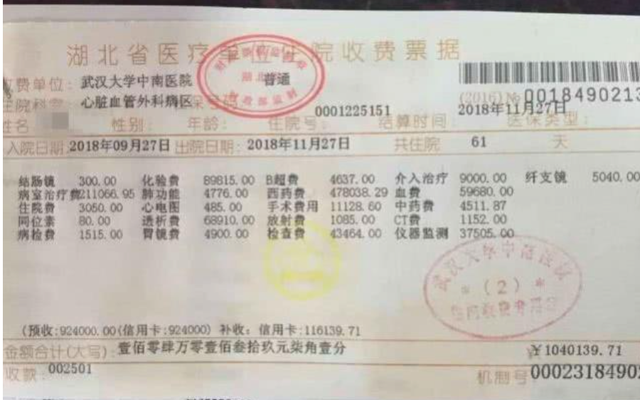 湖北省医疗单位住院收费票据
收费单位: 武汉大学中南医院 普通
(2015) №0018490213
住院科室: 心脏血管外科病区 0001225151 2018年11月27日
姓名 性别: 年龄: 住院号: 结算时间: 医保类型:
入院日期:2018年09月27日 出院日期:2018年11月27日 共住院: 61 天
结肠镜 300.00 化验费 89815.00 B超费 4637.00 介入治疗 9000.00 纤支镜 5040.00
病室治疗费211066.95 肺功能 4776.00 西药费 478038.29 血费 59680.00
住院费 3050.00 心电图 485.00 手术费用 11128.60 中药费 4511.87
同位素 80.00 透析费 68910.00 放射费 1085.00 CT费 1152.00
病检费 1515.00 胃镜费 4900.00 检查费 43464.00 仪器监测 37505.00
武汉大学中南医院
(2)
(预收:924000.00(信用卡:924000) 补收: 信用卡:116139.71
金额合计(大写): 壹佰零肆万零壹佰叁拾玖元柒角壹分 ¥1040139.71
收款: 002501 机制号 0002318490